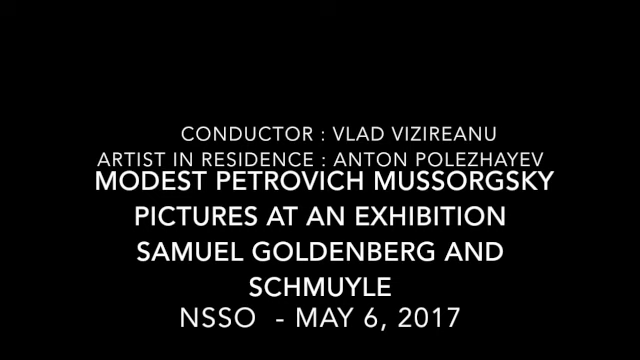 CONDUCTOR : VLAD VIZIREANU
ARTIST IN RESIDENCE : ANTON POLEZHAYEV
MODEST PETROVICH MUSSORGSKY
PICTURES AT AN EXHIBITION
SAMUEL GOLDENBERG AND
SCHMUYLE
NSSO - MAY 6, 2017